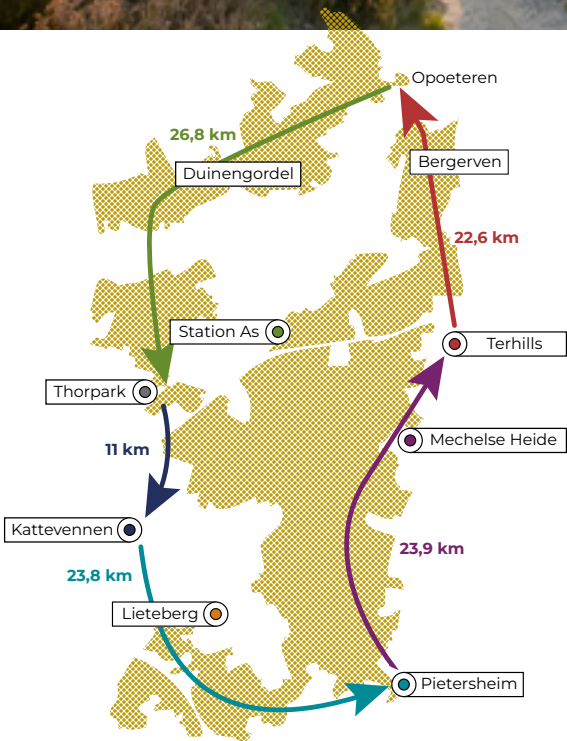 Opoeteren
26,8 km
Bergerven
Duinengordel
22,6 km
Station As
Terhills
Thorpark
Mechelse Heide
11 km
Kattevennen
23,9 km
23,8 km
Lieteberg
Pietersheim